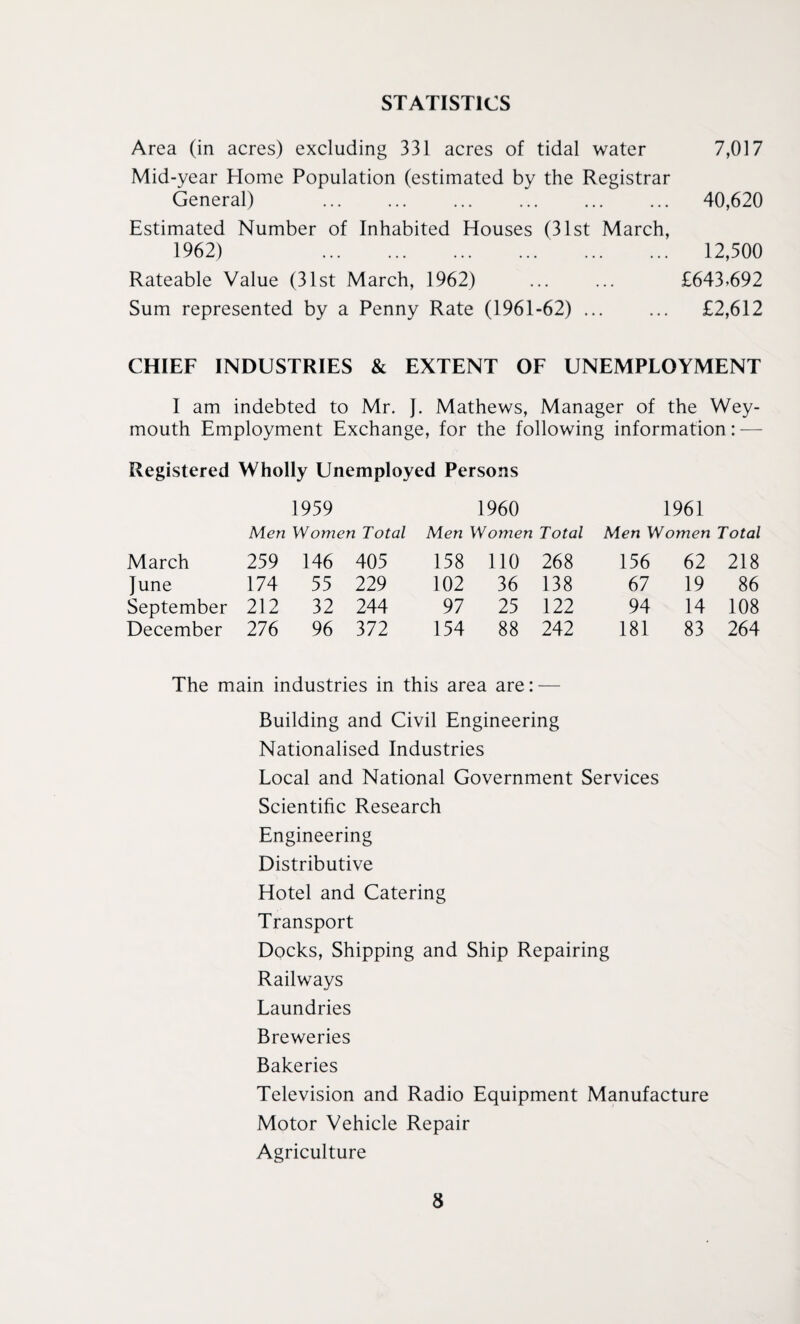 STATISTICS
Area (in acres) excluding 331 acres of tidal water 7,017
Mid-year Home Population (estimated by the Registrar
General) ... ... ... ... ... ... 40,620
Estimated Number of Inhabited Houses (31st March,
1962) ... ... ... ... ... ... 12,500
Rateable Value (31st March, 1962) ... ... £643,692
Sum represented by a Penny Rate (1961-62) ... ... £2,612
CHIEF INDUSTRIES & EXTENT OF UNEMPLOYMENT
I am indebted to Mr. J. Mathews, Manager of the Wey-
mouth Employment Exchange, for the following information: —
Registered Wholly Unemployed Persons
1959 1960 1961
Men Women Total Men Women Total Men Women Total
March 259 146 405 158 110 268 156 62 218
June 174 55 229 102 36 138 67 19 86
September 212 32 244 97 25 122 94 14 108
December 276 96 372 154 88 242 181 83 264
The main industries in this area are: —
Building and Civil Engineering
Nationalised Industries
Local and National Government Services
Scientific Research
Engineering
Distributive
Hotel and Catering
Transport
Docks, Shipping and Ship Repairing
Railways
Laundries
Breweries
Bakeries
Television and Radio Equipment Manufacture
Motor Vehicle Repair
Agriculture
8